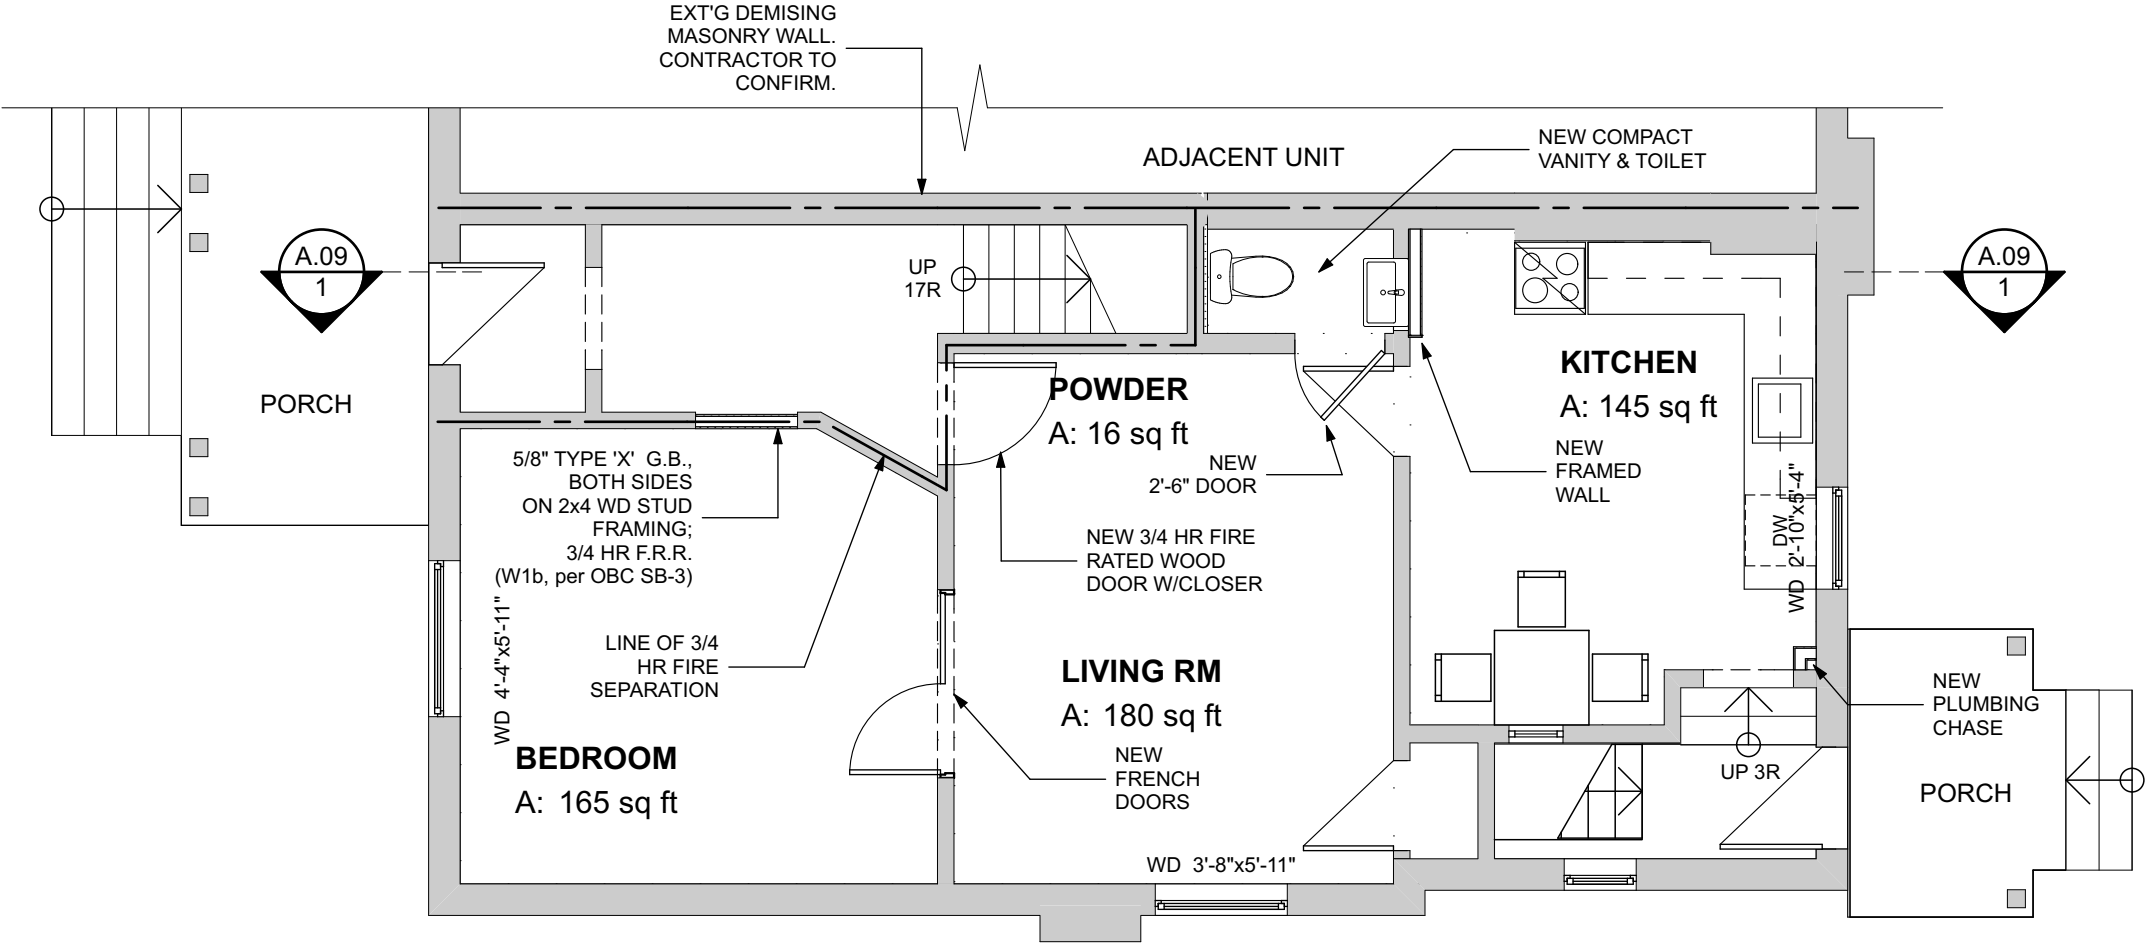 EXT'G DEMISING
MASONRY WALL.
CONTRACTOR TO
CONFIRM.
ADJACENT UNIT
NEW COMPACT
VANITY & TOILET
A.09
1
A.09
1
UP
17R
PORCH
POWDER
A: 16 sq ft
KITCHEN
A: 145 sq ft
5/8" TYPE 'X' G.B.,
BOTH SIDES
ON 2x4 WD STUD
FRAMING;
3/4 HR F.R.R.
(W1b, per OBC SB-3)
NEW
2'-6" DOOR
NEW
FRAMED
WALL
NEW 3/4 HR FIRE
RATED WOOD
DOOR W/CLOSER
DW
WD 2'-10"x5'-4"
WD 4'-4"x5'-11"
LINE OF 3/4
HR FIRE
SEPARATION
LIVING RM
A: 180 sq ft
NEW
PLUMBING
CHASE
BEDROOM
A: 165 sq ft
NEW
FRENCH
DOORS
UP 3R
PORCH
WD 3'-8"x5'-11"